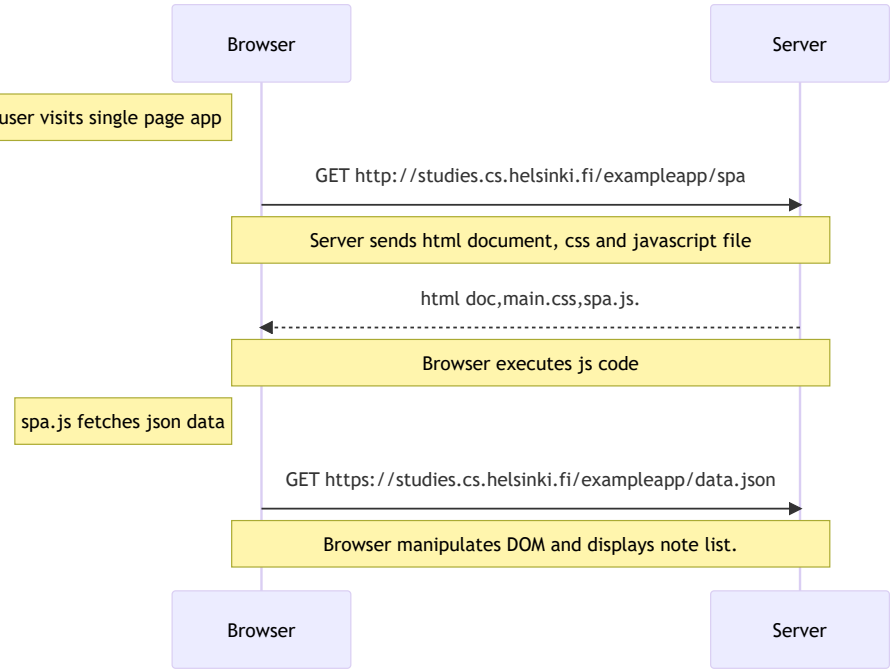 Browser
Server
user visits single page app
GET http://studies.cs.helsinki.fi/exampleapp/spa
Server sends html document, css and javascript file
html doc,main.css,spa.js.
Browser executes js code
spa.js fetches json data
GET https://studies.cs.helsinki.fi/exampleapp/data.json
Browser manipulates DOM and displays note list.
Browser
Server